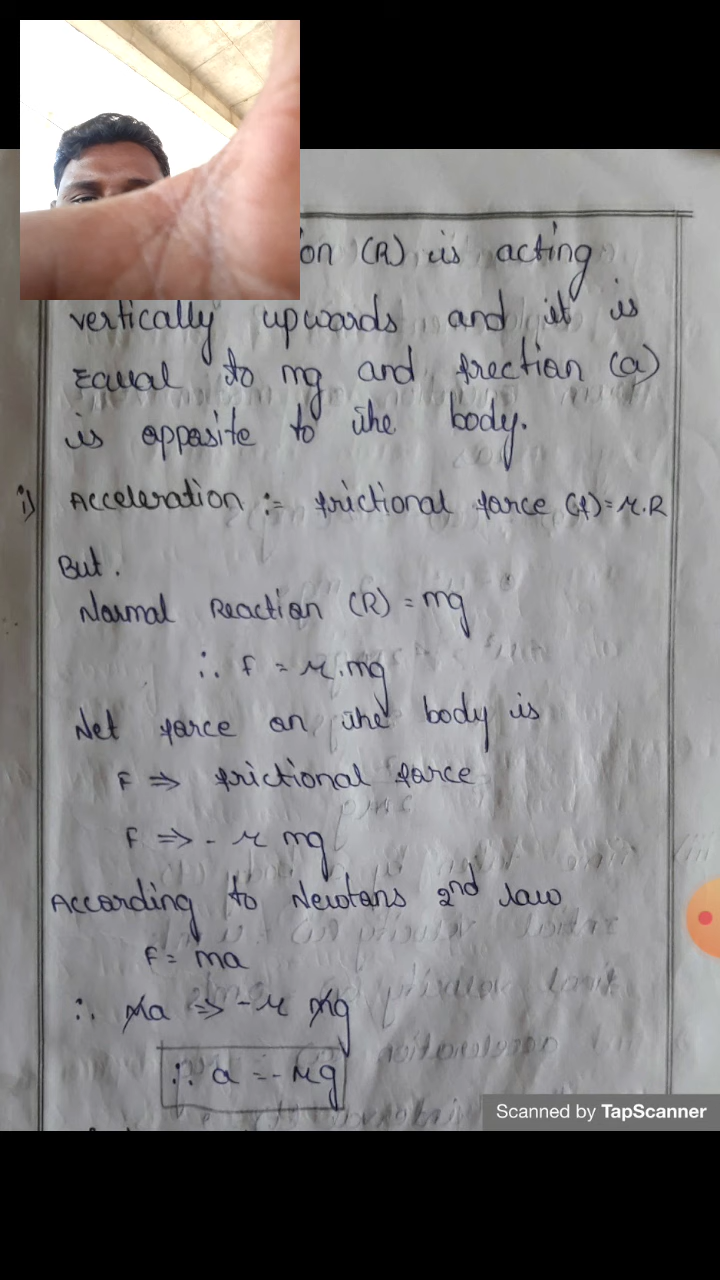 on (R) is acting
vertically upwards and it is
Equal to mg and frection (a)
is opposite to the body.
i) Acceleration :- frictional force (f) = μ.R
But.
Normal Reaction (R) = mg
∴ f = μ.mg
Net force on the body is
F ⇒ frictional force
F ⇒ - μ mg
According to Newtons 2nd law
F = ma
∴ ma ⇒ - μ mg
∴ a = - μg
Scanned by TapScanner